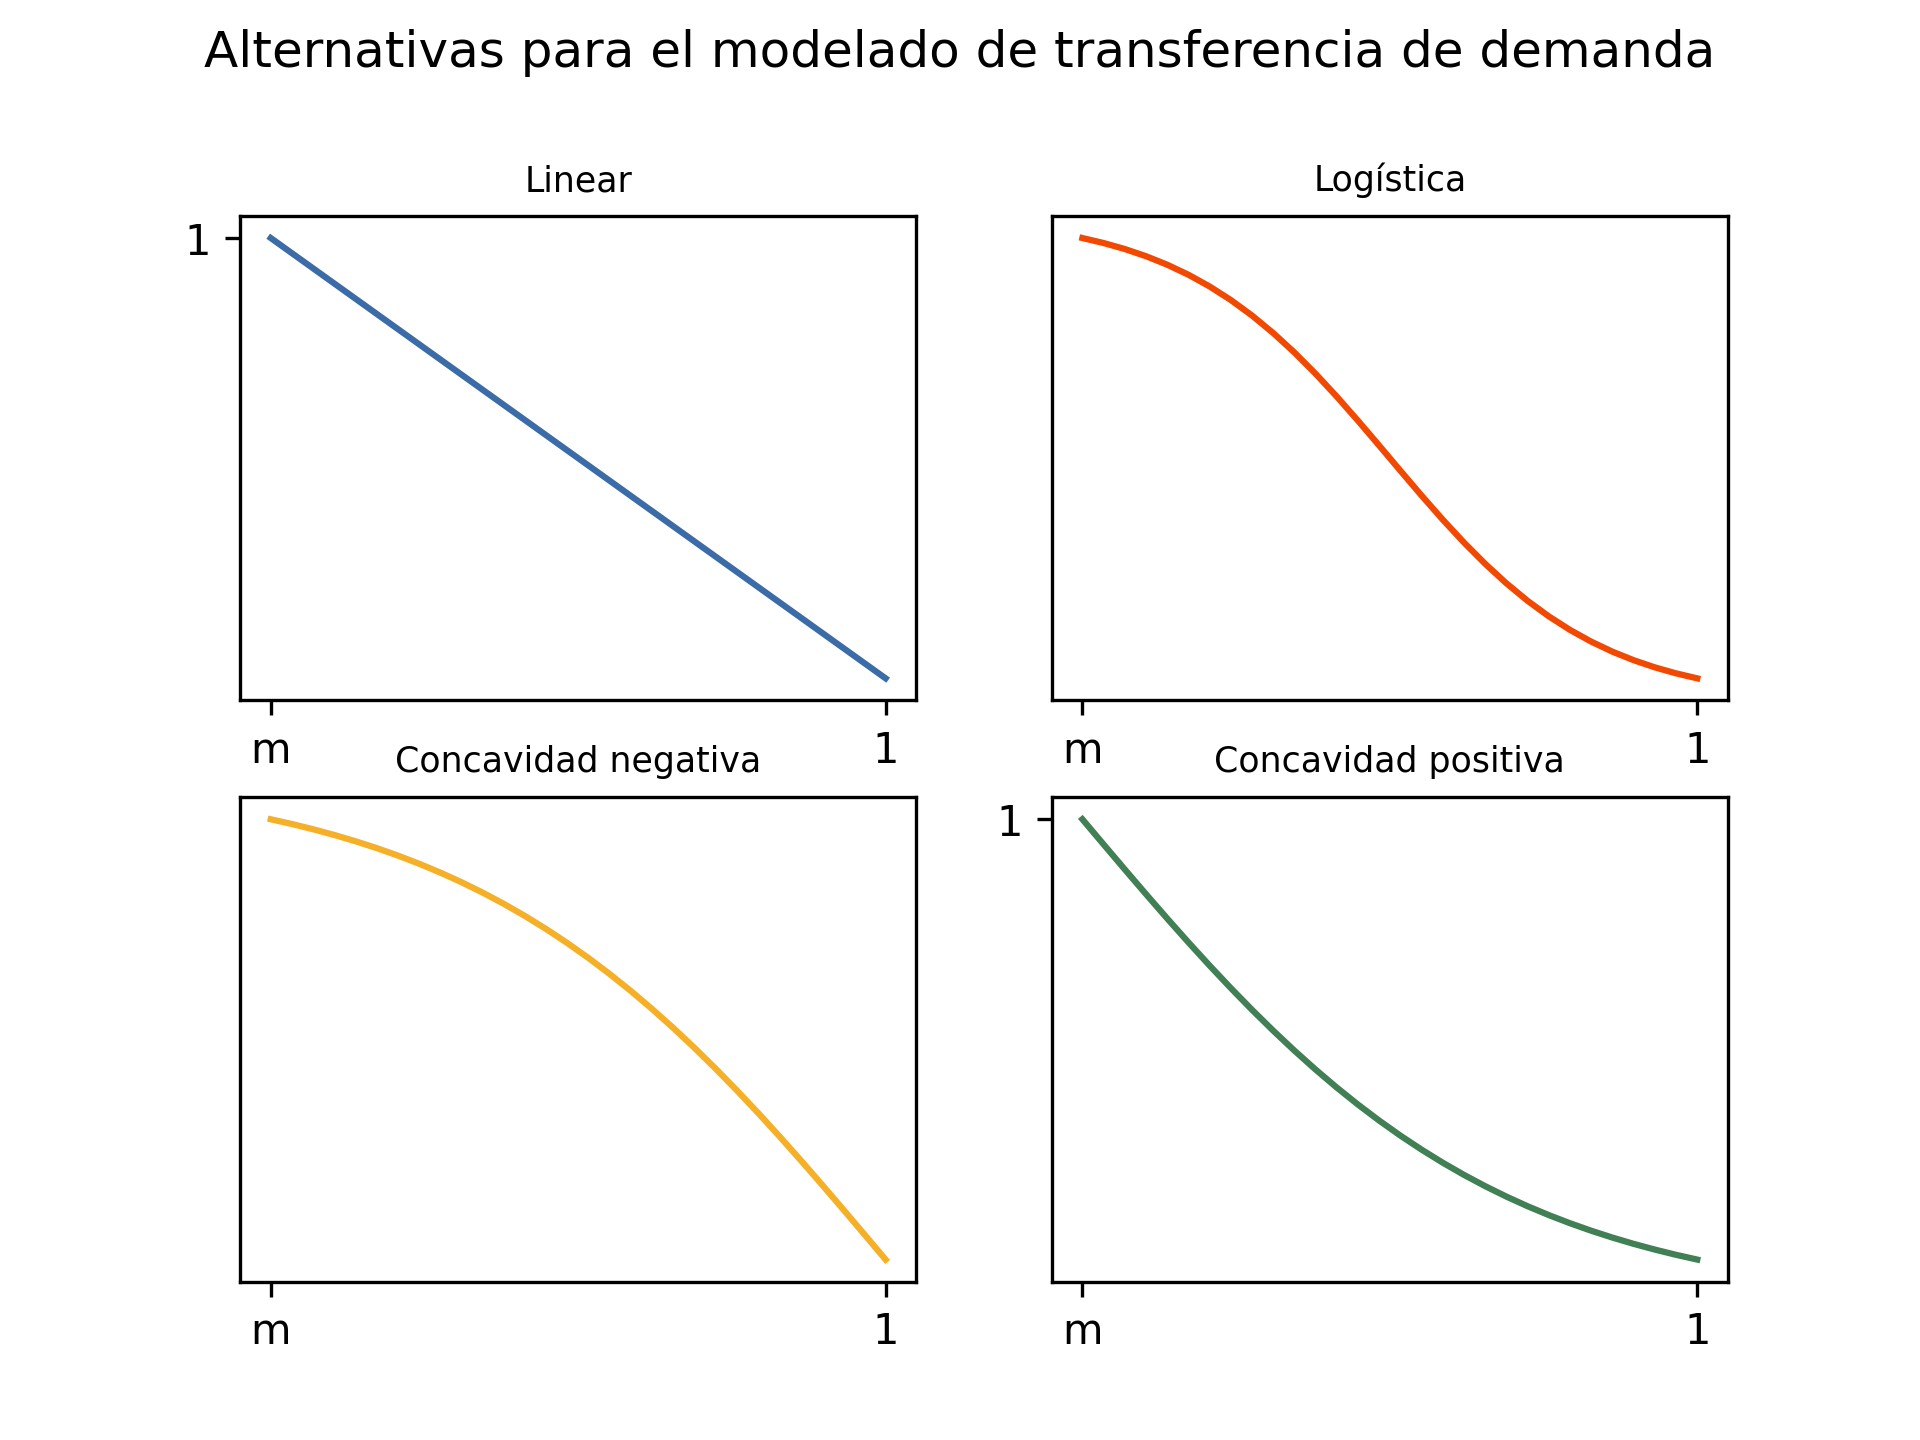 Alternativas para el modelado de transferencia de demanda
Linear
Logística
1
m 1
m 1
Concavidad negativa
Concavidad positiva
1
m 1
m 1